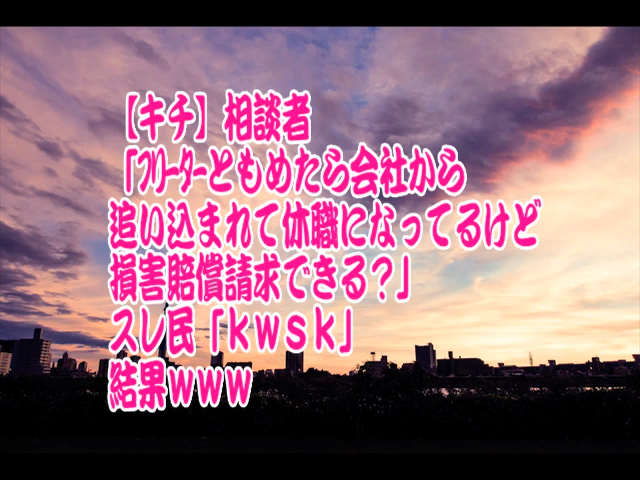 【キチ】相談者
「ﾌﾘｰﾀｰともめたら会社から
追い込まれて休職になってるけど
損害賠償請求できる？」
スレ民「ｋｗｓｋ」
結果ｗｗｗ